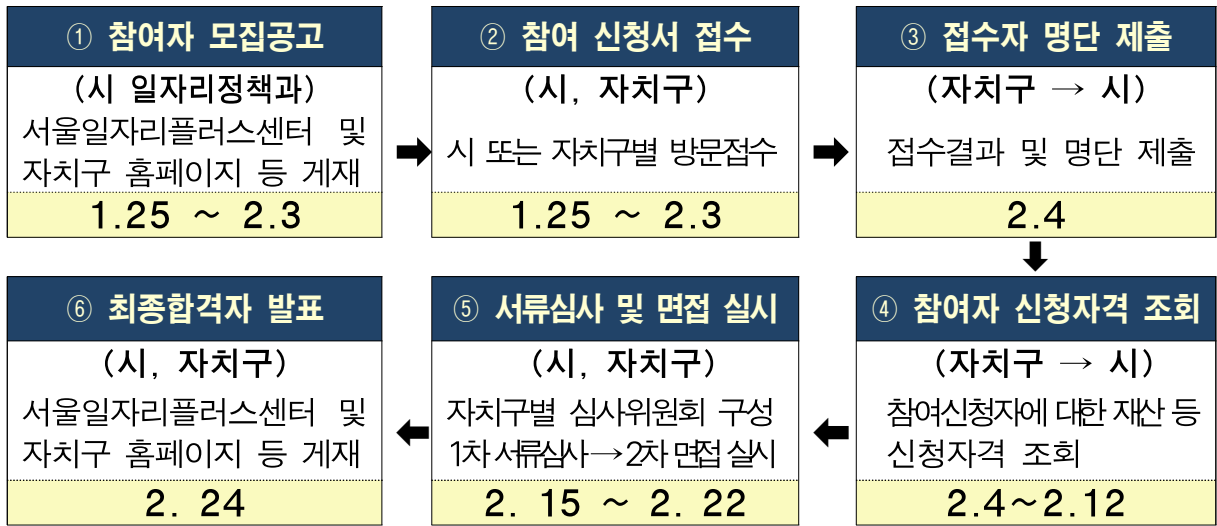 ① 참여자 모집공고
(시 일자리정책과)
서울일자리플러스센터 및
자치구 홈페이지 등 게재
1.25 ~ 2.3
② 참여 신청서 접수
(시, 자치구)
시 또는 자치구별 방문접수
1.25 ~ 2.3
③ 접수자 명단 제출
(자치구 → 시)
접수결과 및 명단 제출
2.4
④ 참여자 신청자격 조회
(자치구 → 시)
참여신청자에 대한 재산 등
신청자격 조회
2.4~2.12
⑤ 서류심사 및 면접 실시
(시, 자치구)
자치구별 심사위원회 구성
1차 서류심사→2차 면접 실시
2. 15 ~ 2. 22
⑥ 최종합격자 발표
(시, 자치구)
서울일자리플러스센터 및
자치구 홈페이지 등 게재
2. 24